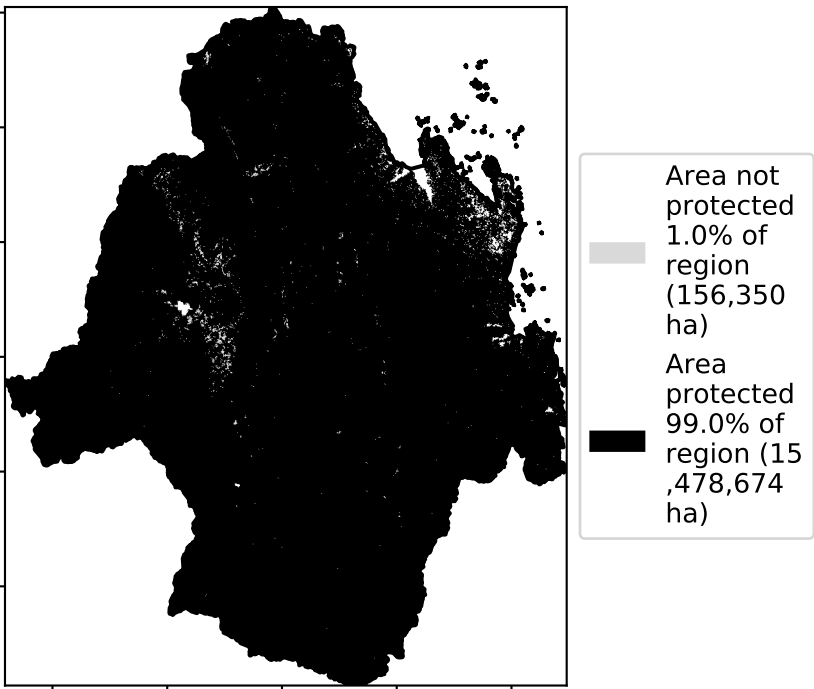 Area not
protected
1.0% of
region
(156,350
ha)
Area
protected
99.0% of
region (15
,478,674
ha)